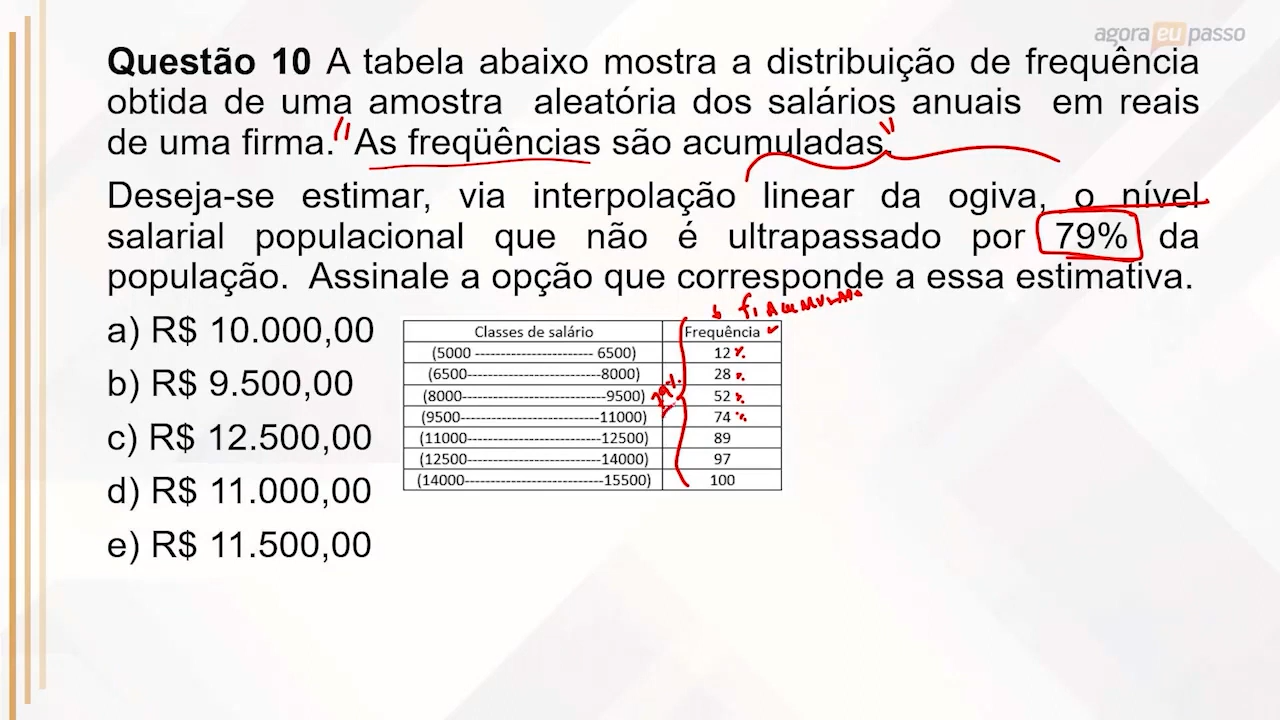 agora eu passo
Questão 10 A tabela abaixo mostra a distribuição de frequência
obtida de uma amostra aleatória dos salários anuais em reais
de uma firma. As freqüências são acumuladas.
Deseja-se estimar, via interpolação linear da ogiva, o nível
salarial populacional que não é ultrapassado por 79% da
população. Assinale a opção que corresponde a essa estimativa.
fi ACUMULADA
a) R$ 10.000,00
b) R$ 9.500,00
c) R$ 12.500,00
d) R$ 11.000,00
e) R$ 11.500,00
Classes de salário Frequência
(5000 ----------------------- 6500) 12 %
(6500--------------------------8000) 28 %
(8000---------------------------9500) 52 %
(9500---------------------------11000) 74 %
(11000--------------------------12500) 89
(12500--------------------------14000) 97
(14000---------------------------15500) 100
79%